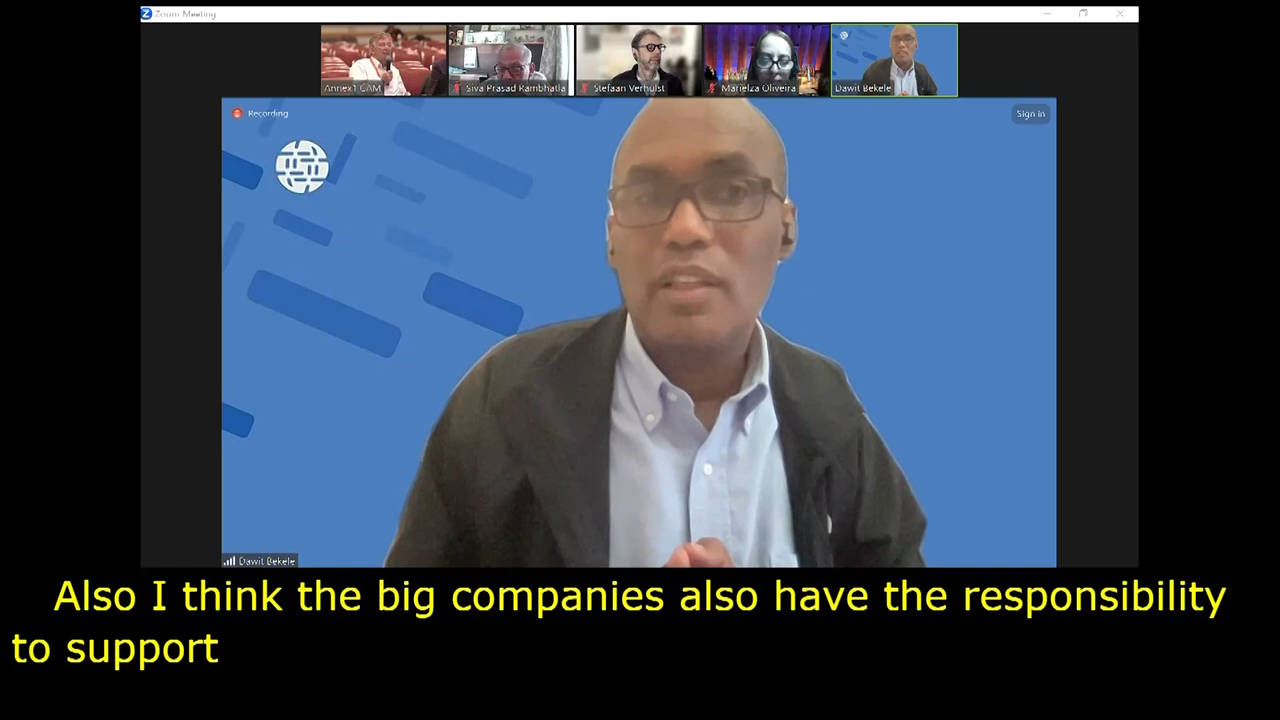 Zoom Meeting
Annex1 CAM
Siva Prasad Rambhatla
Stefaan Verhulst
Marielza Oliveira
Dawit Bekele
Recording
Sign in
Dawit Bekele
Also I think the big companies also have the responsibility
to support